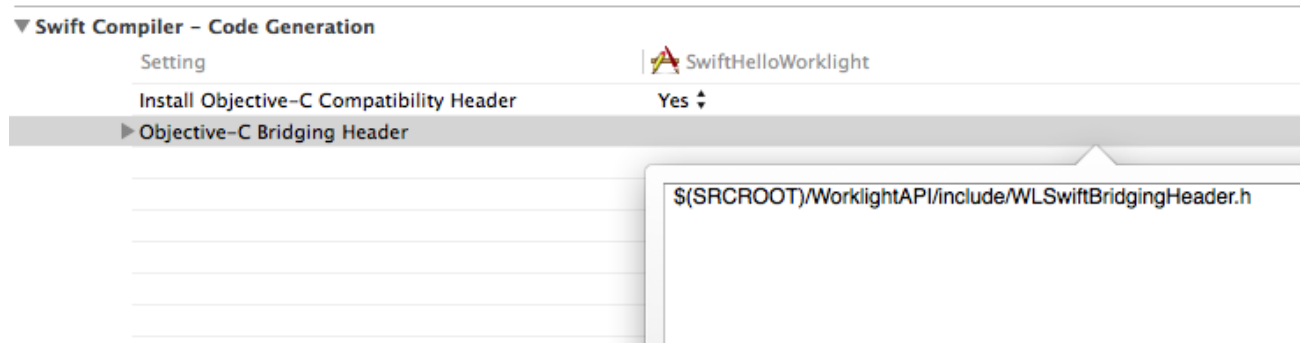 Swift Compiler – Code Generation
Setting SwiftHelloWorklight
Install Objective-C Compatibility Header Yes
Objective-C Bridging Header
$(SRCROOT)/WorklightAPI/include/WLSwiftBridgingHeader.h